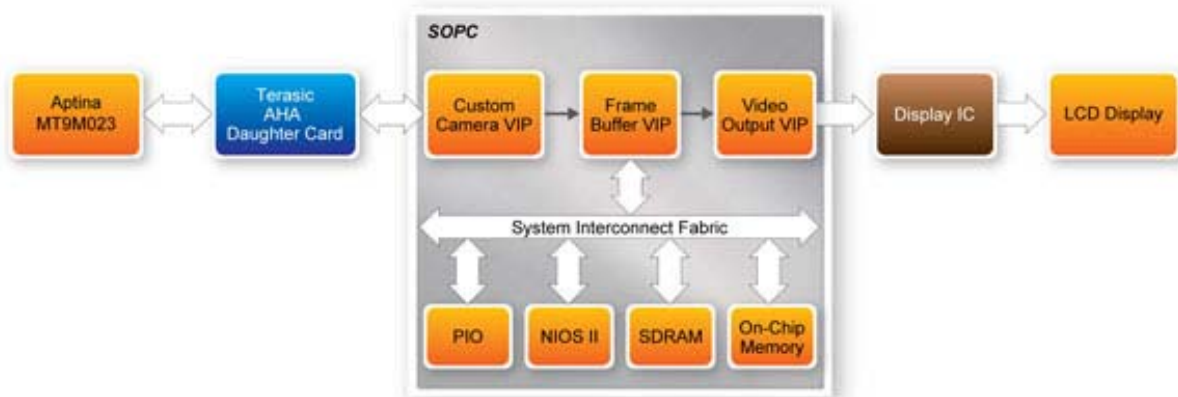 SOPC
Aptina
MT9M023
Terasic
AHA
Daughter Card
Custom
Camera VIP
Frame
Buffer VIP
Video
Output VIP
Display IC
LCD Display
System Interconnect Fabric
PIO
NIOS II
SDRAM
On-Chip
Memory